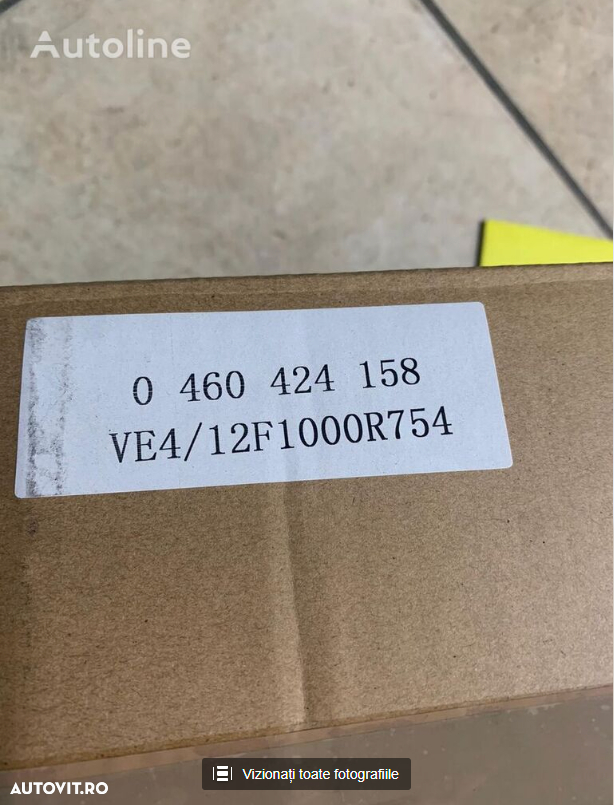 Autoline
0 460 424 158
VE4/12F1000R754
Vizionați toate fotografiile
AUTOVIT.RO